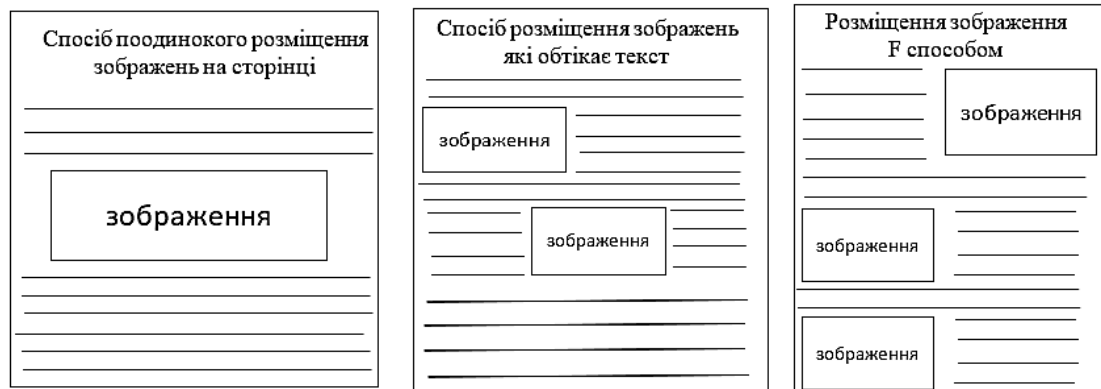 Спосіб поодинокого розміщення
зображень на сторінці
зображення
Спосіб розміщення зображень
які обтікає текст
зображення
зображення
Розміщення зображення
F способом
зображення
зображення
зображення